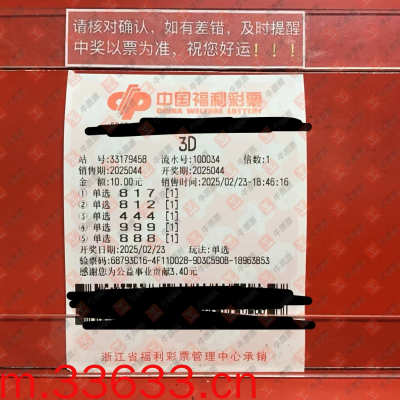 请核对确认，如有差错，及时提醒
中奖以票为准，祝您好运！！！
中国福利彩票
CHINA WELFARE LOTTERY
3D
站 号:33179458 流水号:100034 倍数:1
销售期:2025044 开奖期:2025044
金 额:10.00元 销售时间:2025/02/23-18:46:16
① 单选 8 1 7 [1]
② 单选 8 1 2 [1]
③ 单选 4 4 4 [1]
④ 单选 9 9 9 [1]
⑤ 单选 8 8 8 [1]
开奖日期:2025/02/23 玩法:单选
验票码:68793C16-4F11D028-9D3C590B-18963853
感谢您为公益事业贡献3.40元
浙江省福利彩票管理中心承销
m.33633.cn